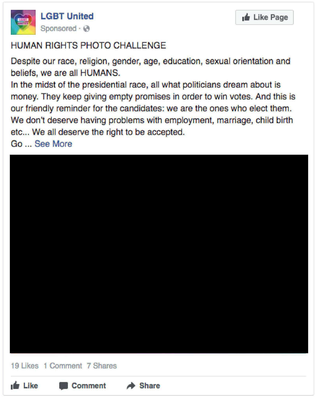 LGBT United
Sponsored ·
Like Page
HUMAN RIGHTS PHOTO CHALLENGE
Despite our race, religion, gender, age, education, sexual orientation and
beliefs, we are all HUMANS.
In the midst of the presidential race, all what politicians dream about is
money. They keep giving empty promises in order to win votes. And this is
our friendly reminder for the candidates: we are the ones who elect them.
We don't deserve having problems with employment, marriage, child birth
etc... We all deserve the right to be accepted.
Go ... See More
19 Likes 1 Comment 7 Shares
Like Comment Share